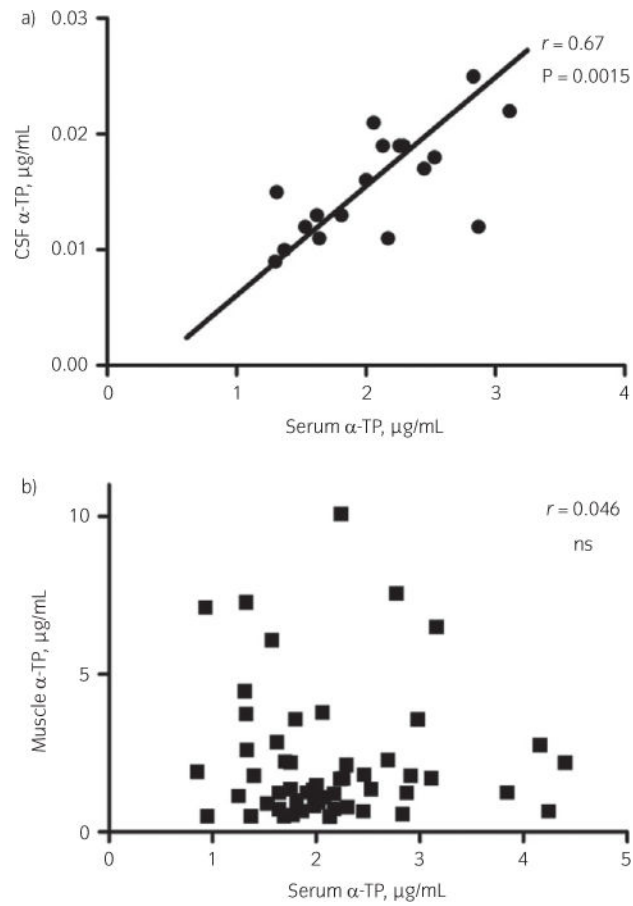 a)
0.03
r = 0.67
P = 0.0015
CSF α-TP, µg/mL
0.02
0.01
0.00
0 1 2 3 4
Serum α-TP, µg/mL
b)
r = 0.046
ns
10
Muscle α-TP, µg/mL
5
0
0 1 2 3 4 5
Serum α-TP, µg/mL